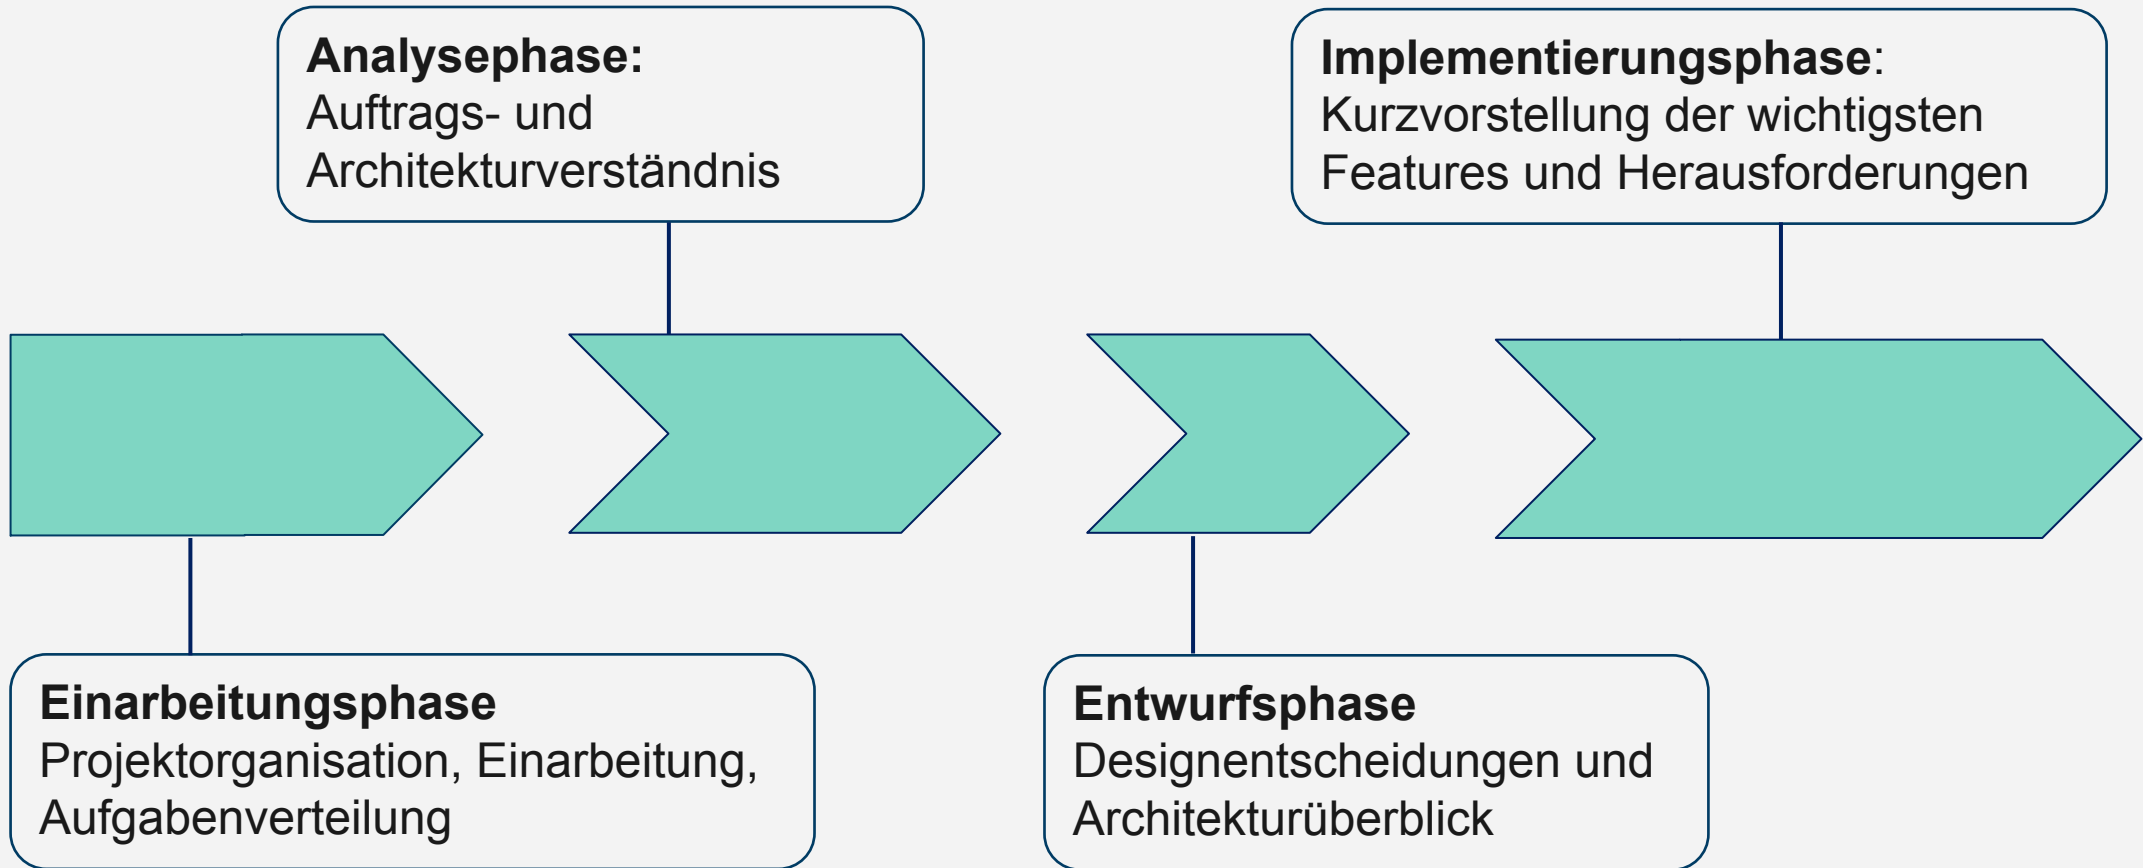 Analysephase:
Auftrags- und
Architekturverständnis
Implementierungsphase:
Kurzvorstellung der wichtigsten
Features und Herausforderungen
Einarbeitungsphase
Projektorganisation, Einarbeitung,
Aufgabenverteilung
Entwurfsphase
Designentscheidungen und
Architekturüberblick